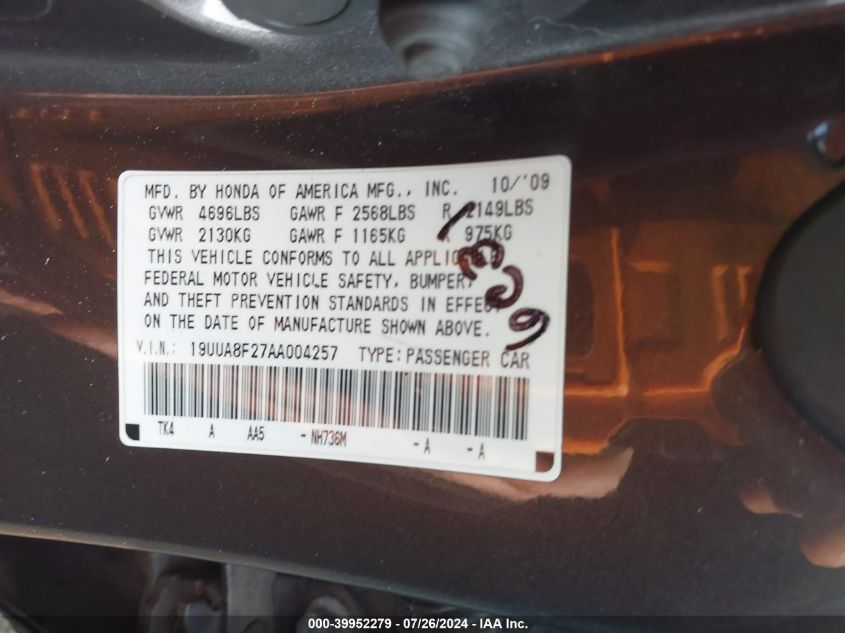 MFD. BY HONDA OF AMERICA MFG., INC. 10/'09
GVWR 4696LBS GAWR F 2568LBS R 2149LBS
GVWR 2130KG GAWR F 1165KG R 975KG
THIS VEHICLE CONFORMS TO ALL APPLICABLE
FEDERAL MOTOR VEHICLE SAFETY, BUMPER,
AND THEFT PREVENTION STANDARDS IN EFFECT
ON THE DATE OF MANUFACTURE SHOWN ABOVE.
V.I.N.: 19UUA8F27AA004257 TYPE: PASSENGER CAR
TK4 A AA5 -NH736M -A -A
000-39952279 - 07/26/2024 - IAA Inc.